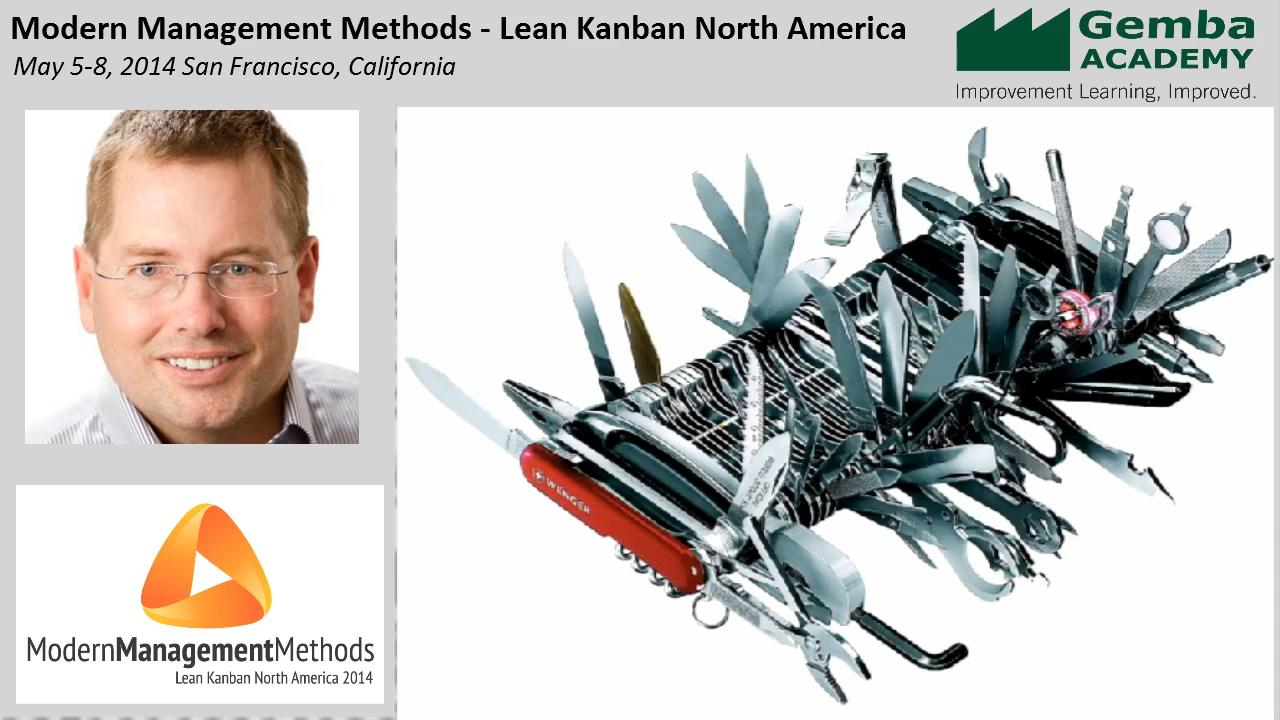 Modern Management Methods - Lean Kanban North America
May 5-8, 2014 San Francisco, California
Gemba
ACADEMY
Improvement Learning, Improved.
WENGER
ModernManagementMethods
Lean Kanban North America 2014